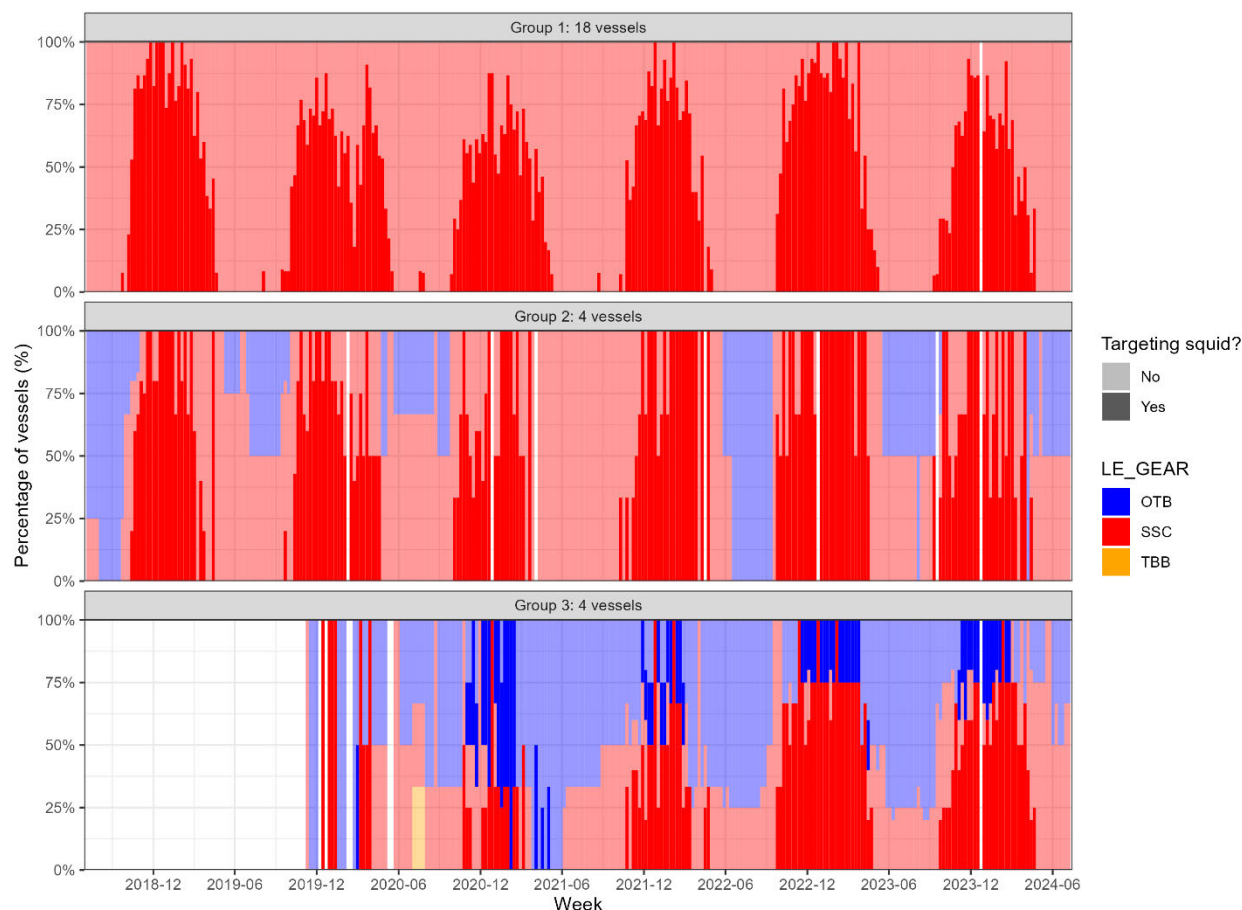 Group 1: 18 vessels
100%
75%
50%
25%
0%
Group 2: 4 vessels
100%
75%
50%
25%
0%
Group 3: 4 vessels
100%
75%
50%
25%
0%
Percentage of vessels (%)
2018-12 2019-06 2019-12 2020-06 2020-12 2021-06 2021-12 2022-06 2022-12 2023-06 2023-12 2024-06
Week
Targeting squid?
No
Yes
LE_GEAR
OTB
SSC
TBB